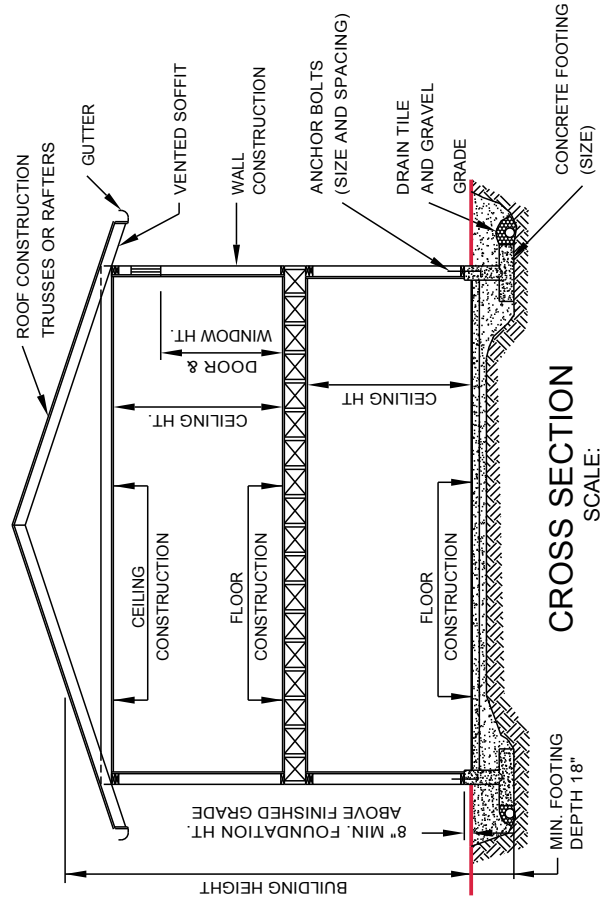 ROOF CONSTRUCTION
TRUSSES OR RAFTERS
GUTTER
VENTED SOFFIT
WALL
CONSTRUCTION
ANCHOR BOLTS
(SIZE AND SPACING)
DRAIN TILE
AND GRAVEL
GRADE
CONCRETE FOOTING
(SIZE)
CEILING
CONSTRUCTION
CEILING HT.
DOOR &
WINDOW HT.
FLOOR
CONSTRUCTION
CEILING HT
FLOOR
CONSTRUCTION
BUILDING HEIGHT
8" MIN. FOUNDATION HT.
ABOVE FINISHED GRADE
MIN. FOOTING
DEPTH 18"
CROSS SECTION
SCALE: